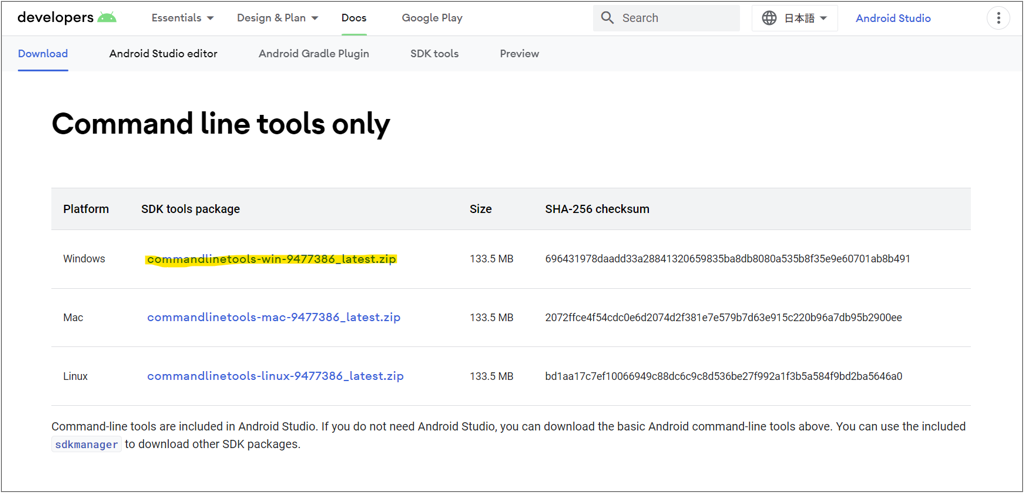 developers Essentials Design & Plan Docs Google Play Search 日本語 Android Studio
Download Android Studio editor Android Gradle Plugin SDK tools Preview
Command line tools only
Platform SDK tools package Size SHA-256 checksum
Windows commandlinetools-win-9477386_latest.zip 133.5 MB 696431978daadd33a28841320659835ba8db8080a535b8f35e9e60701ab8b491
Mac commandlinetools-mac-9477386_latest.zip 133.5 MB 2072ffce4f54cdc0e6d2074d2f381e7e579b7d63e915c220b96a7db95b2900ee
Linux commandlinetools-linux-9477386_latest.zip 133.5 MB bd1aa17c7ef10066949c88dc6c9c8d536be27f992a1f3b5a584f9bd2ba5646a0
Command-line tools are included in Android Studio. If you do not need Android Studio, you can download the basic Android command-line tools above. You can use the included
sdkmanager to download other SDK packages.